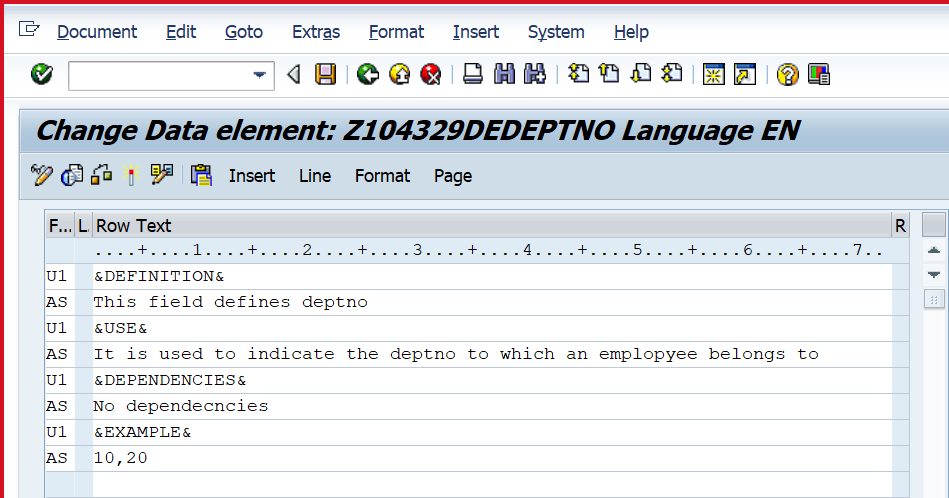 Document Edit Goto Extras Format Insert System Help
Change Data element: Z104329DEDEPTNO Language EN
Insert Line Format Page
F... L. Row Text R
....+....1....+....2....+....3....+....4....+....5....+....6....+....7..
U1 &DEFINITION&
AS This field defines deptno
U1 &USE&
AS It is used to indicate the deptno to which an emplopyee belongs to
U1 &DEPENDENCIES&
AS No dependecncies
U1 &EXAMPLE&
AS 10,20